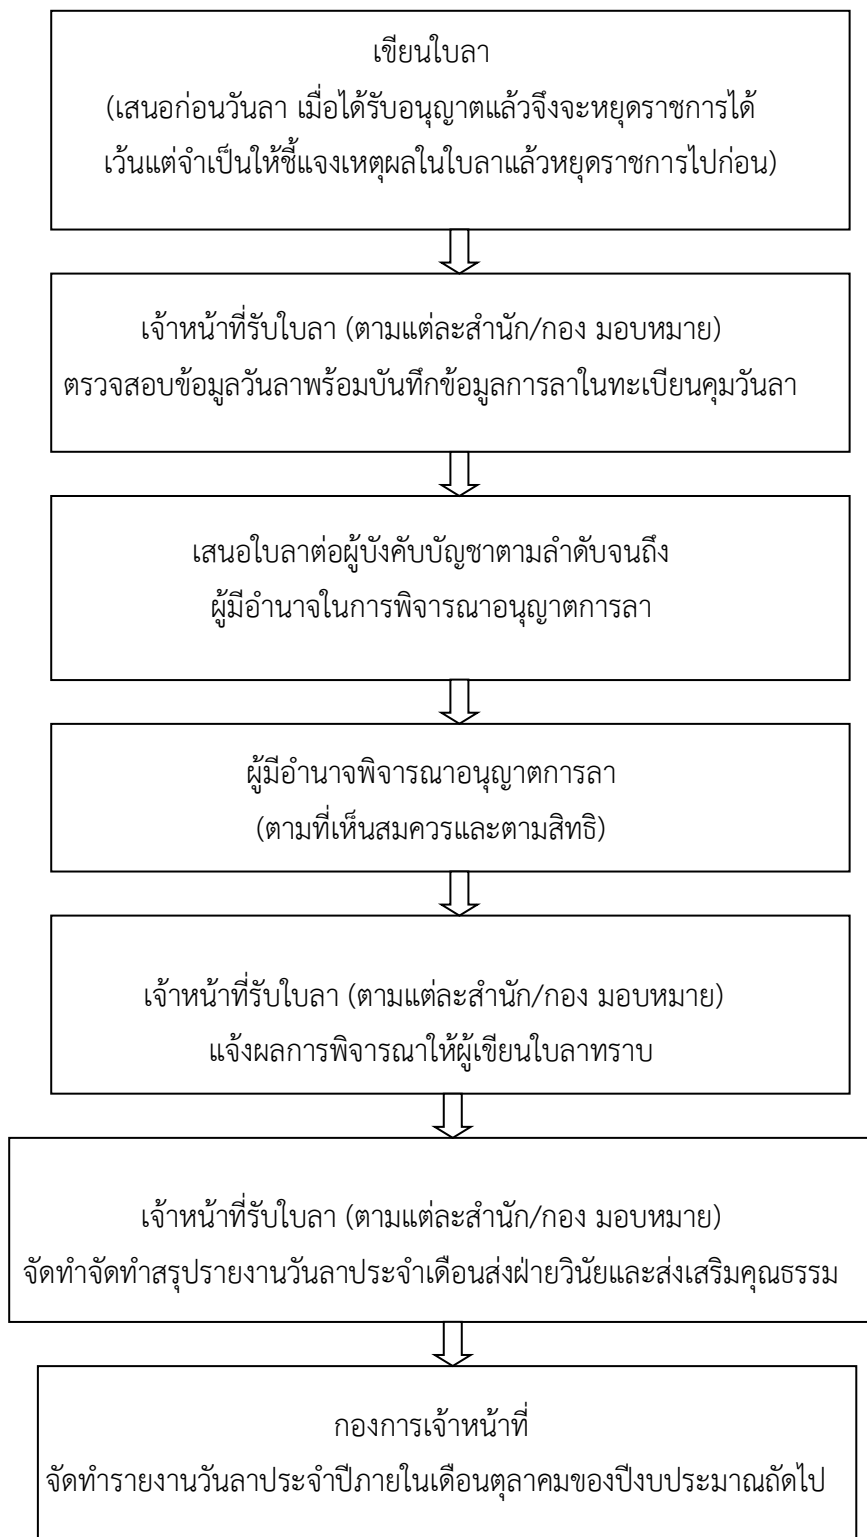 เขียนใบลา
(เสนอก่อนวันลา เมื่อได้รับอนุญาตแล้วจึงจะหยุดราชการได้
เว้นแต่จำเป็นให้ชี้แจงเหตุผลในใบลาแล้วหยุดราชการไปก่อน)
เจ้าหน้าที่รับใบลา (ตามแต่ละสำนัก/กอง มอบหมาย)
ตรวจสอบข้อมูลวันลาพร้อมบันทึกข้อมูลการลาในทะเบียนคุมวันลา
เสนอใบลาต่อผู้บังคับบัญชาตามลำดับจนถึง
ผู้มีอำนาจในการพิจารณาอนุญาตการลา
ผู้มีอำนาจพิจารณาอนุญาตการลา
(ตามที่เห็นสมควรและตามสิทธิ)
เจ้าหน้าที่รับใบลา (ตามแต่ละสำนัก/กอง มอบหมาย)
แจ้งผลการพิจารณาให้ผู้เขียนใบลาทราบ
เจ้าหน้าที่รับใบลา (ตามแต่ละสำนัก/กอง มอบหมาย)
จัดทำจัดทำสรุปรายงานวันลาประจำเดือนส่งฝ่ายวินัยและส่งเสริมคุณธรรม
กองการเจ้าหน้าที่
จัดทำรายงานวันลาประจำปีภายในเดือนตุลาคมของปีงบประมาณถัดไป